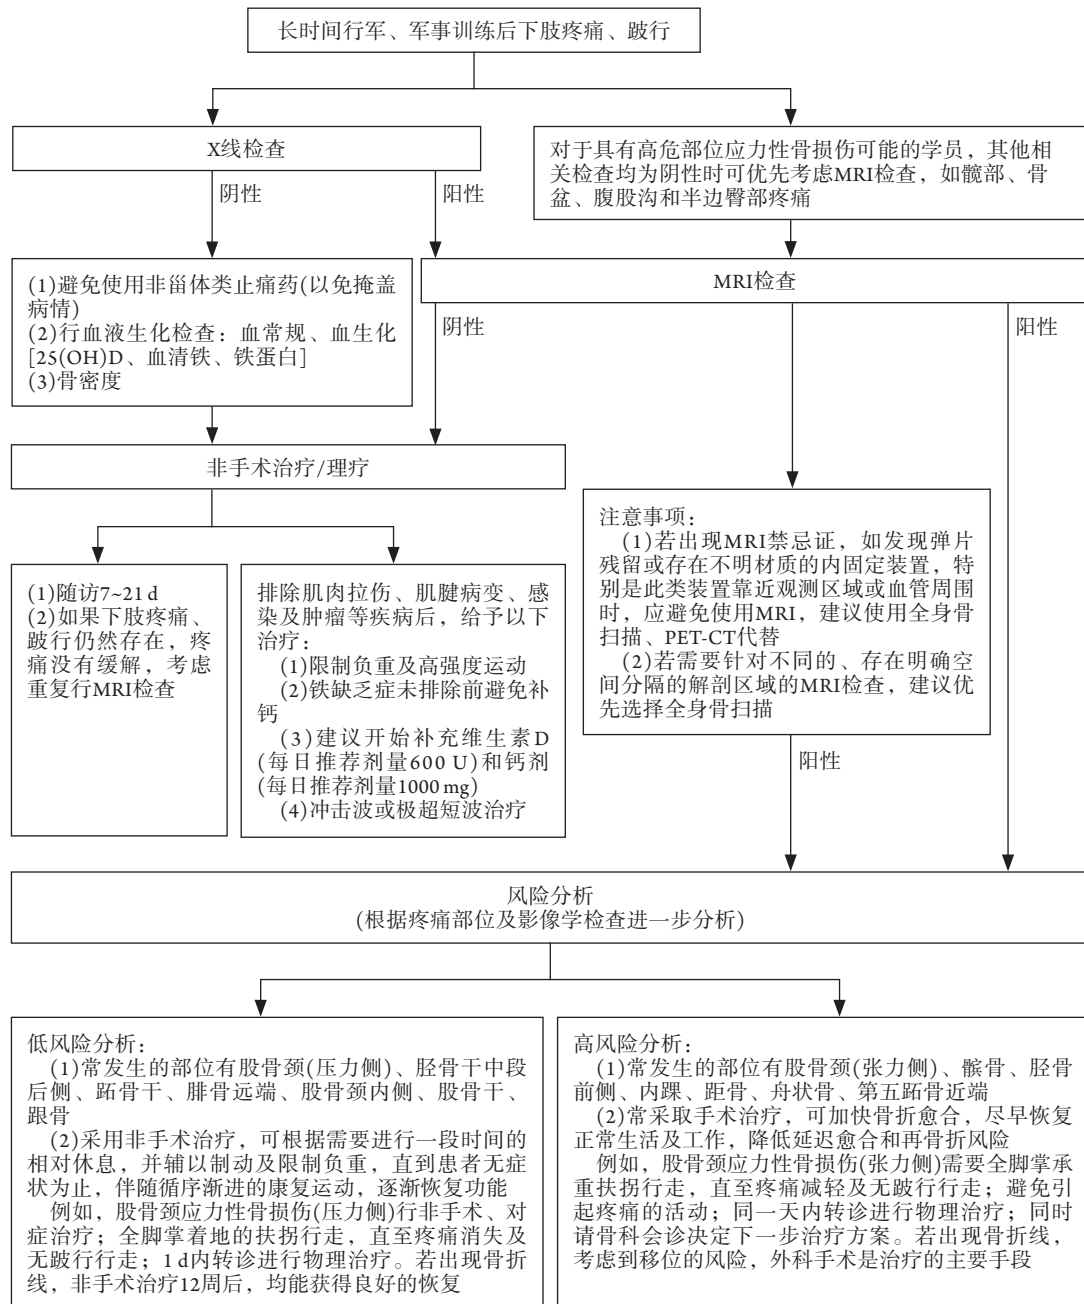 长时间行军、军事训练后下肢疼痛、跛行
X线检查
对于具有高危部位应力性骨损伤可能的学员，其他相
关检查均为阴性时可优先考虑MRI检查，如髋部、骨
盆、腹股沟和半边臀部疼痛
阴性
阳性
(1)避免使用非甾体类止痛药(以免掩盖
病情)
(2)行血液生化检查：血常规、血生化
[25(OH)D、血清铁、铁蛋白]
(3)骨密度
MRI检查
阴性
阳性
非手术治疗/理疗
(1)随访7~21 d
(2)如果下肢疼痛、
跛行仍然存在，疼
痛没有缓解，考虑
重复行MRI检查
排除肌肉拉伤、肌腱病变、感
染及肿瘤等疾病后，给予以下
治疗：
(1)限制负重及高强度运动
(2)铁缺乏症未排除前避免补
钙
(3)建议开始补充维生素D
(每日推荐剂量600 U)和钙剂
(每日推荐剂量1000 mg)
(4)冲击波或极超短波治疗
注意事项：
(1)若出现MRI禁忌证，如发现弹片
残留或存在不明材质的内固定装置，特
别是此类装置靠近观测区域或血管周围
时，应避免使用MRI，建议使用全身骨
扫描、PET-CT代替
(2)若需要针对不同的、存在明确空
间分隔的解剖区域的MRI检查，建议优
先选择全身骨扫描
阳性
风险分析
(根据疼痛部位及影像学检查进一步分析)
低风险分析：
(1)常发生的部位有股骨颈(压力侧)、胫骨干中段
后侧、跖骨干、腓骨远端、股骨颈内侧、股骨干、
跟骨
(2)采用非手术治疗，可根据需要进行一段时间的
相对休息，并辅以制动及限制负重，直到患者无症
状为止，伴随循序渐进的康复运动，逐渐恢复功能
例如，股骨颈应力性骨损伤(压力侧)行非手术、对
症治疗；全脚掌着地的扶拐行走，直至疼痛消失及
无跛行行走；1 d内转诊进行物理治疗。若出现骨折
线，非手术治疗12周后，均能获得良好的恢复
高风险分析：
(1)常发生的部位有股骨颈(张力侧)、髌骨、胫骨
前侧、内踝、距骨、舟状骨、第五跖骨近端
(2)常采取手术治疗，可加快骨折愈合，尽早恢复
正常生活及工作，降低延迟愈合和再骨折风险
例如，股骨颈应力性骨损伤(张力侧)需要全脚掌承
重扶拐行走，直至疼痛减轻及无跛行行走；避免引
起疼痛的活动；同一天内转诊进行物理治疗；同时
请骨科会诊决定下一步治疗方案。若出现骨折线，
考虑到移位的风险，外科手术是治疗的主要手段